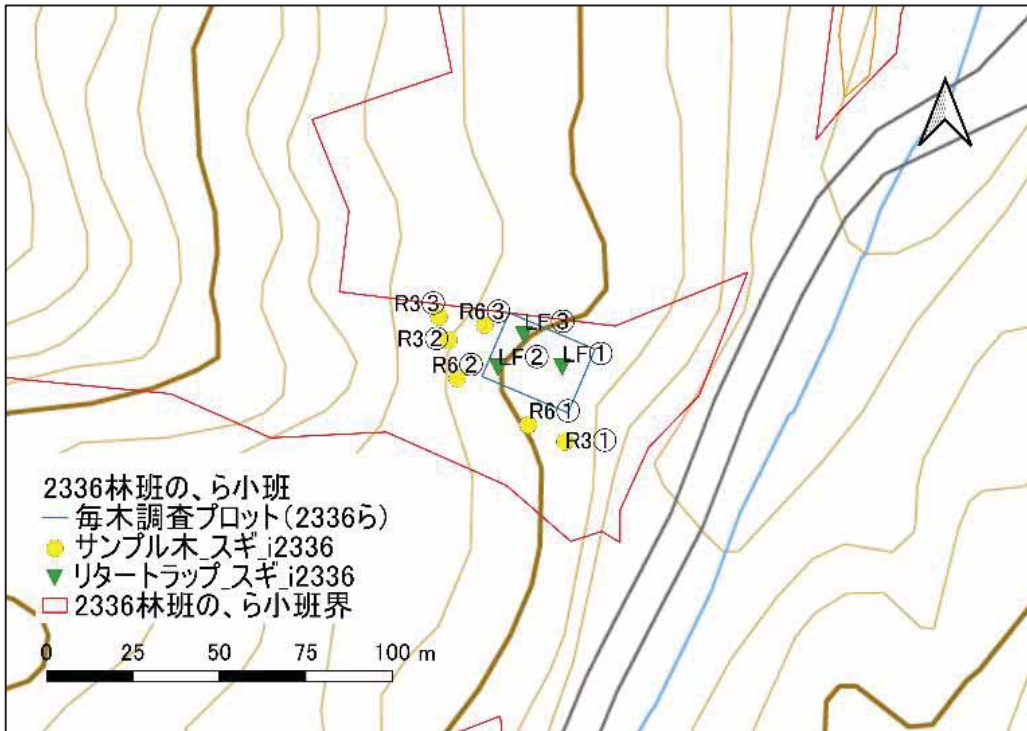 R3③
R6③
LF③
R3②
R6②
LF②
LF①
R6①
R3①
2336林班の、ら小班
毎木調査プロット(2336ら)
サンプル木_スギ_i2336
リタートラップ_スギ_i2336
2336林班の、ら小班界
0 25 50 75 100 m